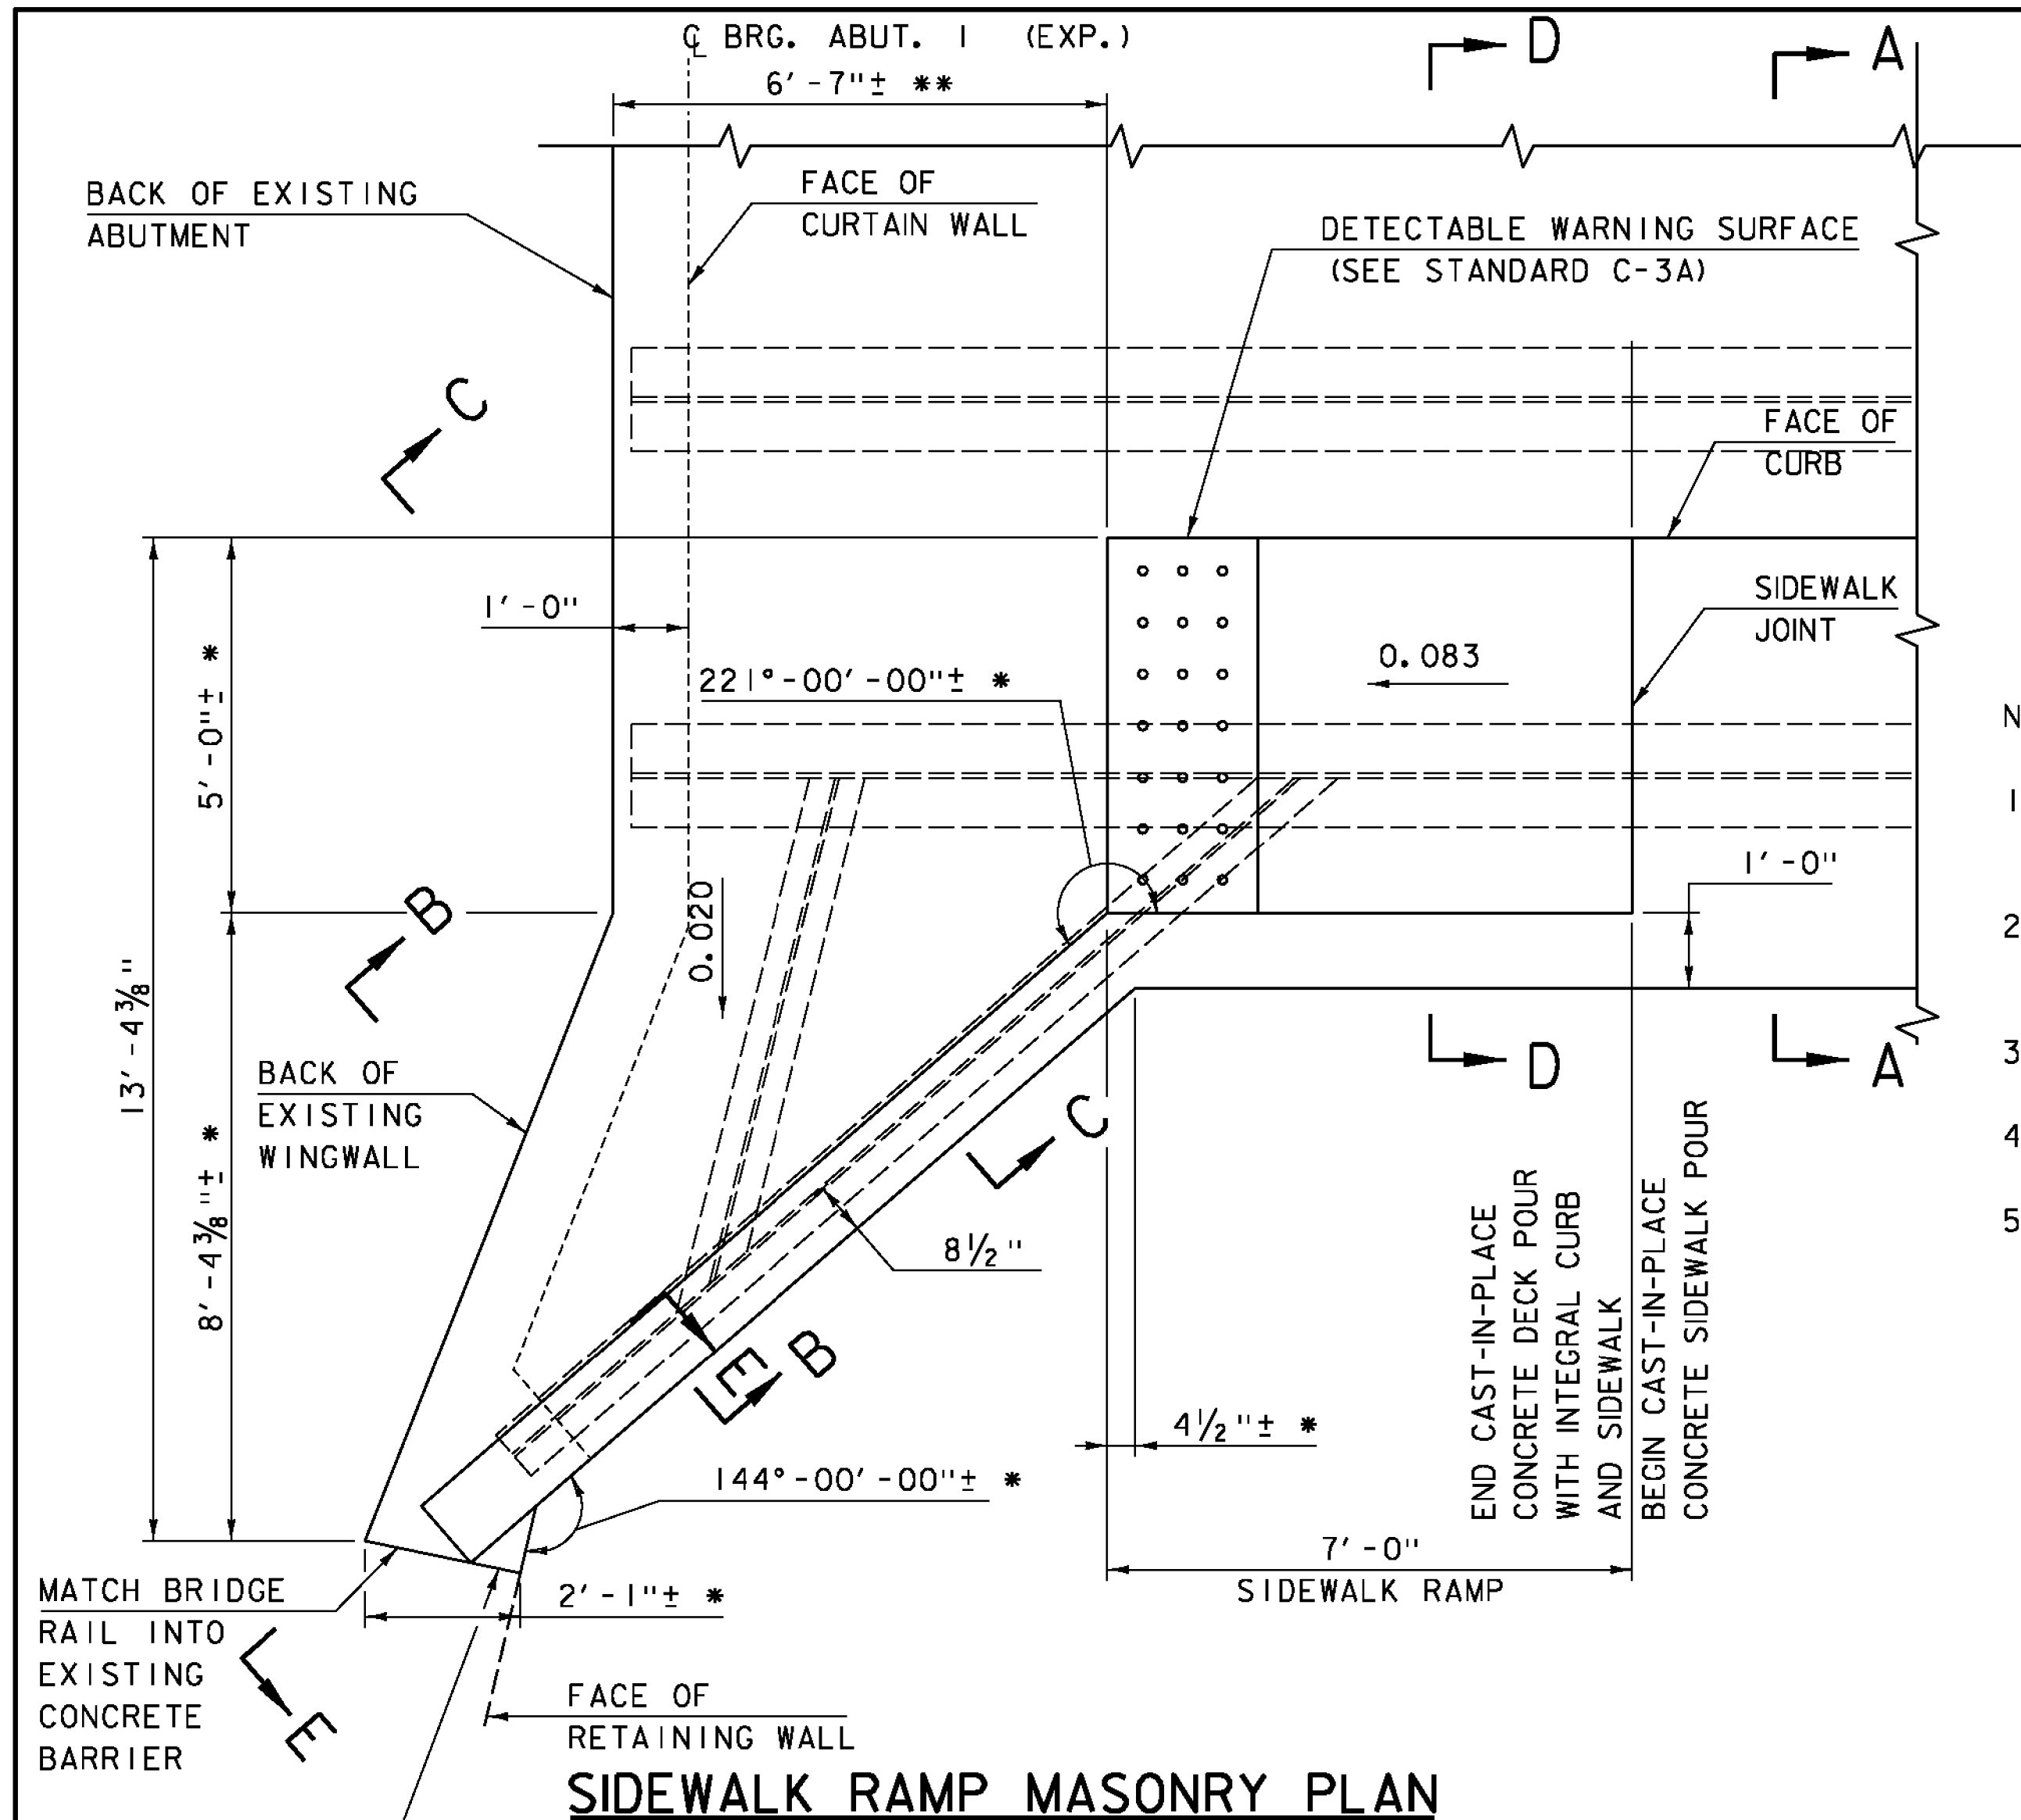 ℄ BRG. ABUT. 1 (EXP.)
6'-7"± **
D
A
BACK OF EXISTING
ABUTMENT
FACE OF
CURTAIN WALL
DETECTABLE WARNING SURFACE
(SEE STANDARD C-3A)
C
FACE OF
CURB
1'-0"
SIDEWALK
JOINT
0.083
5'-0"± *
221°-00'-00"± *
N
1
1'-0"
B
0.020
2
13'-4⅜"
BACK OF
EXISTING
WINGWALL
D
A
3
C
4
8'-4⅜"± *
8½"
5
END CAST-IN-PLACE
CONCRETE DECK POUR
WITH INTEGRAL CURB
AND SIDEWALK
BEGIN CAST-IN-PLACE
CONCRETE SIDEWALK POUR
E
B
4½"± *
144°-00'-00"± *
7'-0"
SIDEWALK RAMP
2'-1"± *
MATCH BRIDGE
RAIL INTO
EXISTING
CONCRETE
BARRIER
E
FACE OF
RETAINING WALL
SIDEWALK RAMP MASONRY PLAN